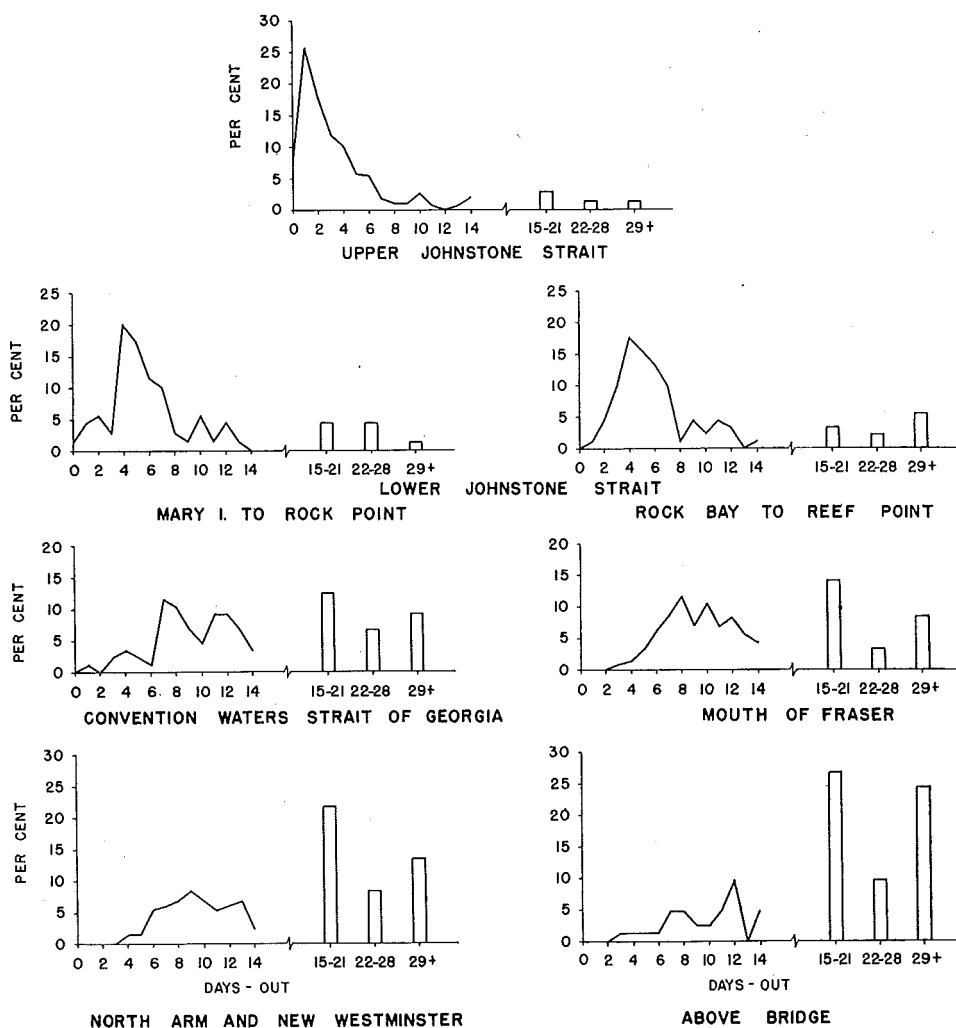 PER CENT
30
25
20
15
10
5
0
0 2 4 6 8 10 12 14 15-21 22-28 29+
UPPER JOHNSTONE STRAIT
PER CENT
25
20
15
10
5
0
0 2 4 6 8 10 12 14 15-21 22-28 29+
25
20
15
10
5
0
0 2 4 6 8 10 12 14 15-21 22-28 29+
LOWER JOHNSTONE STRAIT
MARY I. TO ROCK POINT
ROCK BAY TO REEF POINT
PER CENT
20
15
10
5
0
0 2 4 6 8 10 12 14 15-21 22-28 29+
CONVENTION WATERS STRAIT OF GEORGIA
20
15
10
5
0
0 2 4 6 8 10 12 14 15-21 22-28 29+
MOUTH OF FRASER
PER CENT
30
25
20
15
10
5
0
0 2 4 6 8 10 12 14 15-21 22-28 29+
DAYS-OUT
NORTH ARM AND NEW WESTMINSTER
30
25
20
15
10
5
0
0 2 4 6 8 10 12 14 15-21 22-28 29+
DAYS-OUT
ABOVE BRIDGE